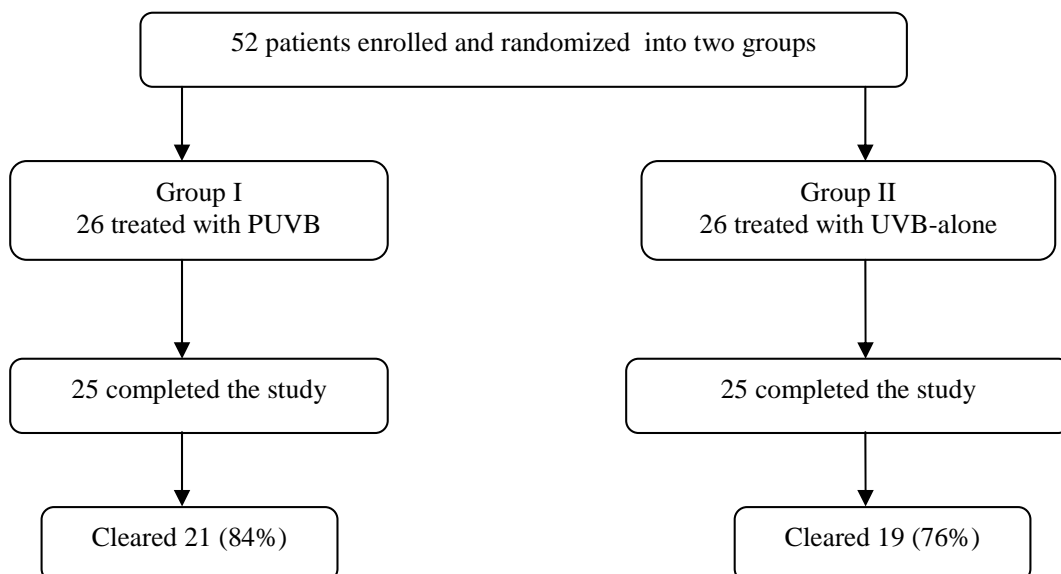 52 patients enrolled and randomized into two groups
Group I
26 treated with PUVB
Group II
26 treated with UVB-alone
25 completed the study
25 completed the study
Cleared 21 (84%)
Cleared 19 (76%)